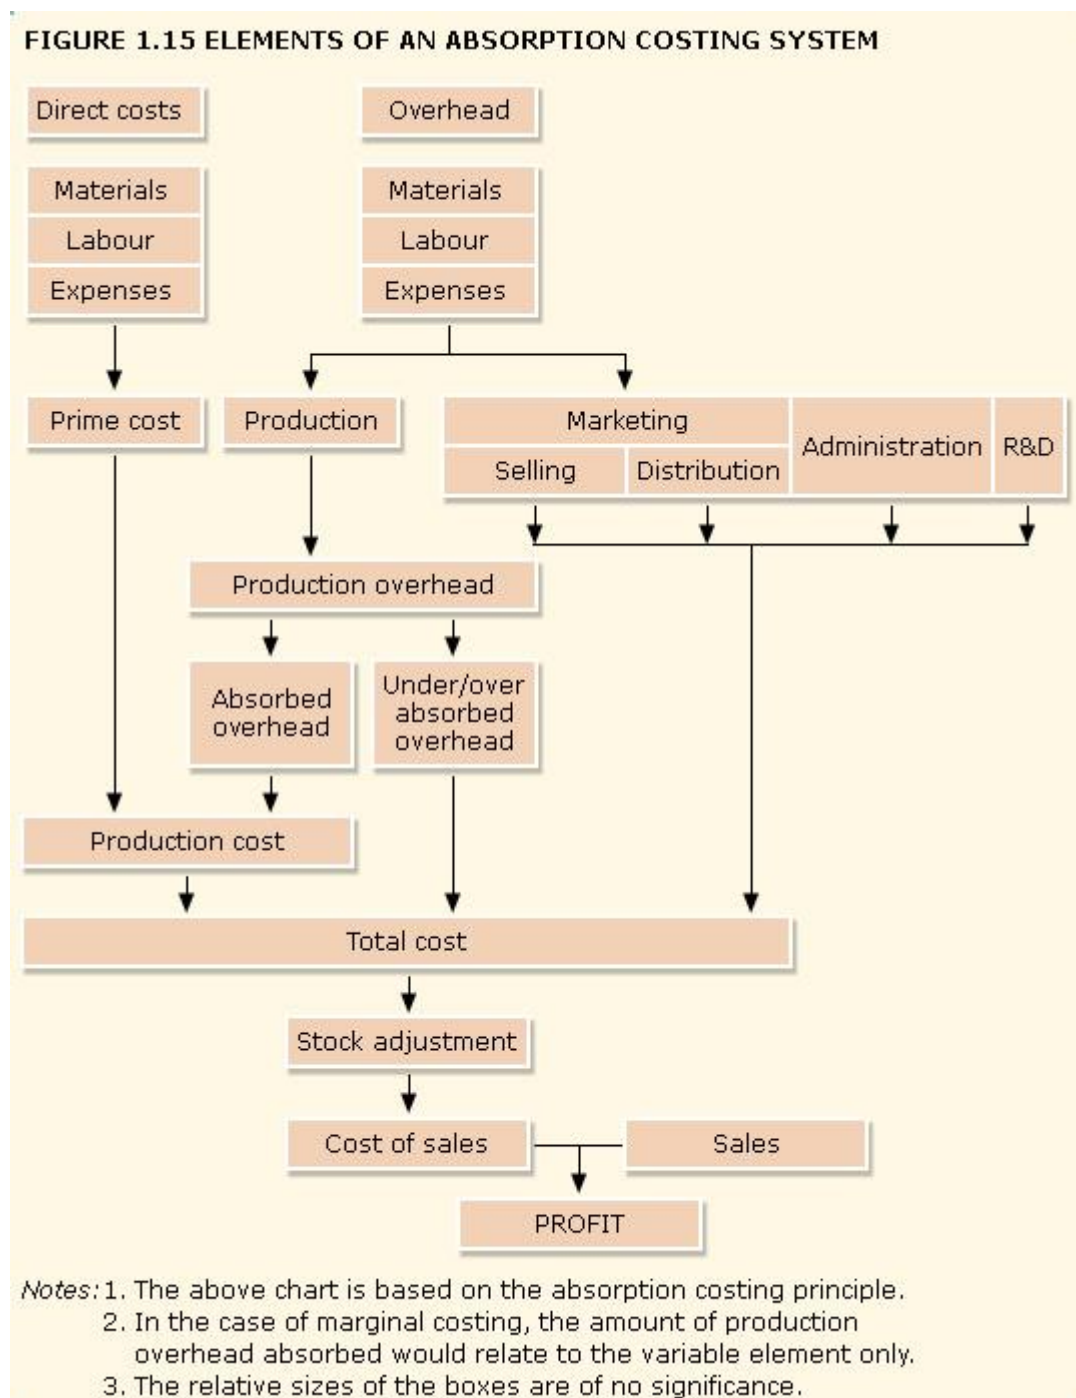 FIGURE 1.15 ELEMENTS OF AN ABSORPTION COSTING SYSTEM
Direct costs
Overhead
Materials
Labour
Expenses
Materials
Labour
Expenses
Prime cost
Production
Marketing
Selling
Distribution
Administration
R&D
Production overhead
Absorbed
overhead
Under/over
absorbed
overhead
Production cost
Total cost
Stock adjustment
Cost of sales
Sales
PROFIT
Notes: 1. The above chart is based on the absorption costing principle.
2. In the case of marginal costing, the amount of production
overhead absorbed would relate to the variable element only.
3. The relative sizes of the boxes are of no significance.